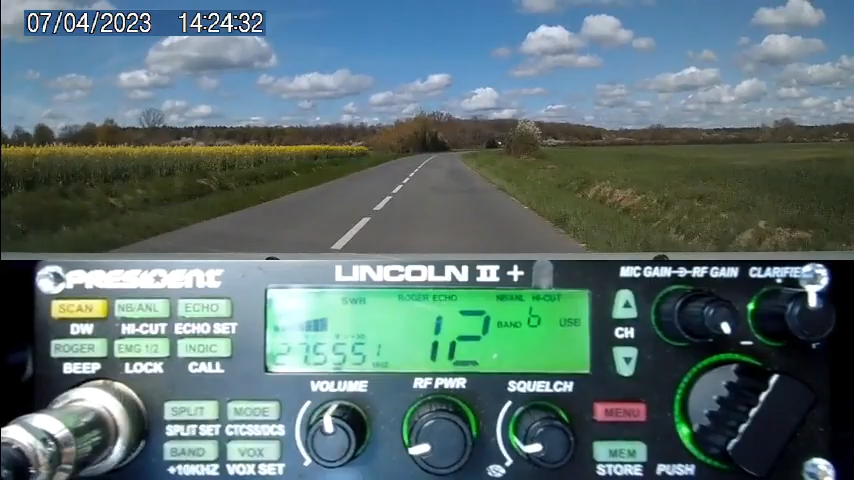 07/04/2023 14:24:32
PRESIDENT LINCOLN II +
MIC GAIN RF GAIN CLARIFIER
SCAN NB/ANL ECHO
DW HI-CUT ECHO SET
ROGER EMG 1/2 INDIC
BEEP LOCK CALL
SWR ROGER ECHO NB/ANL HI-CUT
12 BAND 6 USB
27.5551
CH
VOLUME RF PWR SQUELCH
SPLIT MODE
SPLIT SET CTCSS/DCS
BAND VOX
+10KHZ VOX SET
MENU
MEM
STORE PUSH